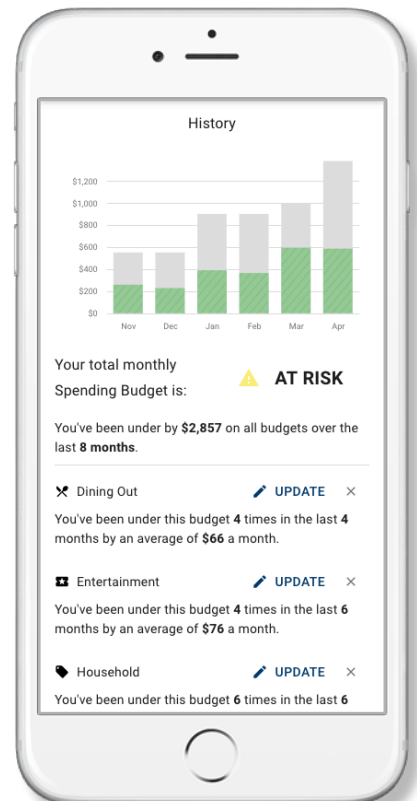 History
$1,200
$1,000
$800
$600
$400
$200
$0
Nov Dec Jan Feb Mar Apr
Your total monthly
Spending Budget is:
AT RISK
You've been under by $2,857 on all budgets over the
last 8 months.
Dining Out UPDATE ×
You've been under this budget 4 times in the last 4
months by an average of $66 a month.
Entertainment UPDATE ×
You've been under this budget 4 times in the last 6
months by an average of $76 a month.
Household UPDATE ×
You've been under this budget 6 times in the last 6